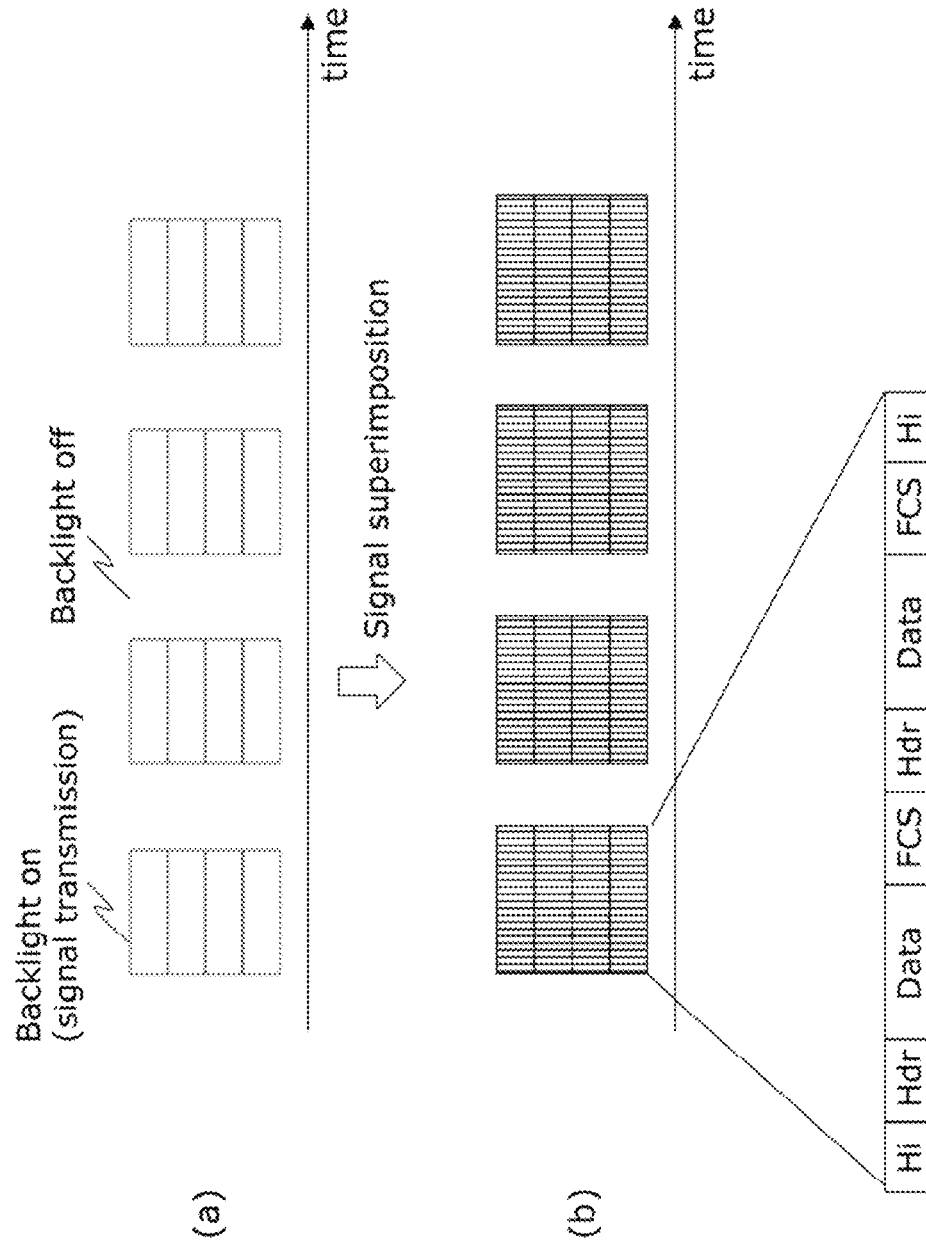 (a)
Backlight on
(signal transmission)
Backlight off
time
Signal superimposition
(b)
time
Hi Hdr Data FCS Hdr Data FCS Hi